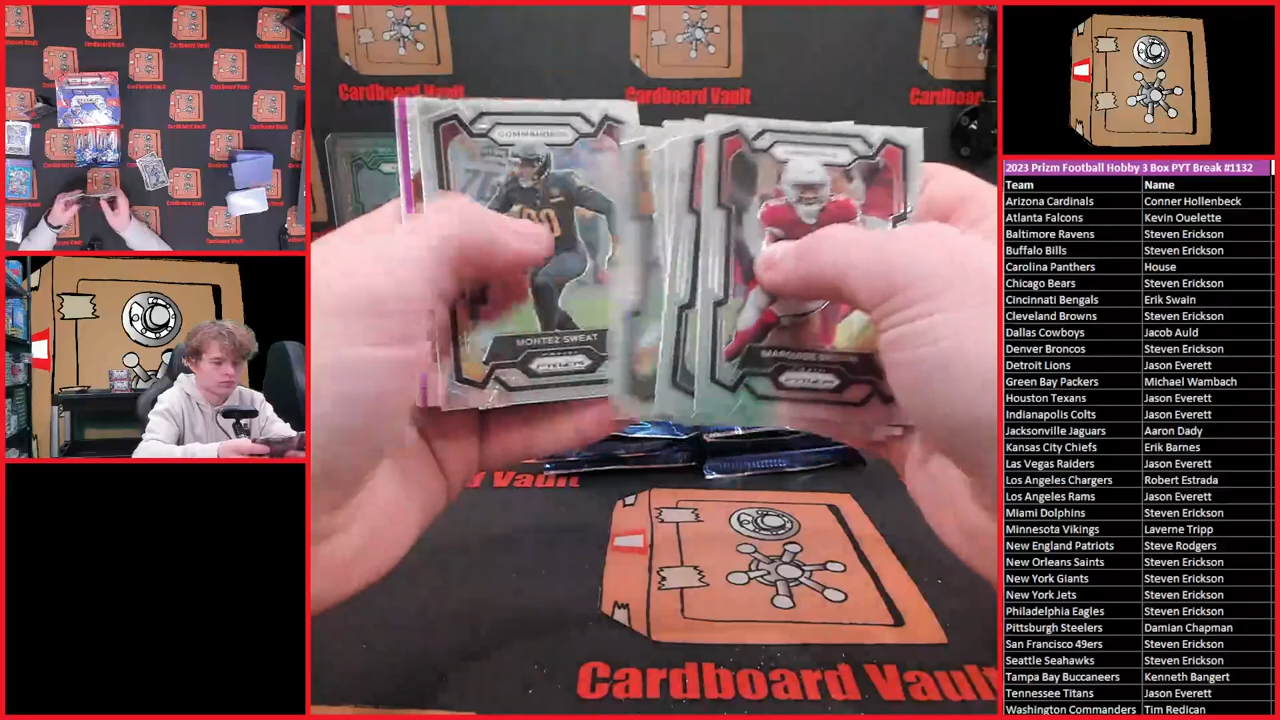 Cardboard Vault
Cardboard Vault
Cardboar
COMMANDERS
MONTEZ SWEAT
PRIZM
PRIZM
d Vault
Cardboard Vault
2023 Prizm Football Hobby 3 Box PYT Break #1132
Team Name
Arizona Cardinals Conner Hollenbeck
Atlanta Falcons Kevin Ouelette
Baltimore Ravens Steven Erickson
Buffalo Bills Steven Erickson
Carolina Panthers House
Chicago Bears Steven Erickson
Cincinnati Bengals Erik Swain
Cleveland Browns Steven Erickson
Dallas Cowboys Jacob Auld
Denver Broncos Steven Erickson
Detroit Lions Jason Everett
Green Bay Packers Michael Wambach
Houston Texans Jason Everett
Indianapolis Colts Jason Everett
Jacksonville Jaguars Aaron Dady
Kansas City Chiefs Erik Barnes
Las Vegas Raiders Jason Everett
Los Angeles Chargers Robert Estrada
Los Angeles Rams Jason Everett
Miami Dolphins Steven Erickson
Minnesota Vikings Laverne Tripp
New England Patriots Steve Rodgers
New Orleans Saints Steven Erickson
New York Giants Steven Erickson
New York Jets Steven Erickson
Philadelphia Eagles Steven Erickson
Pittsburgh Steelers Damian Chapman
San Francisco 49ers Steven Erickson
Seattle Seahawks Steven Erickson
Tampa Bay Buccaneers Kenneth Bangert
Tennessee Titans Jason Everett
Washington Commanders Tim Redican